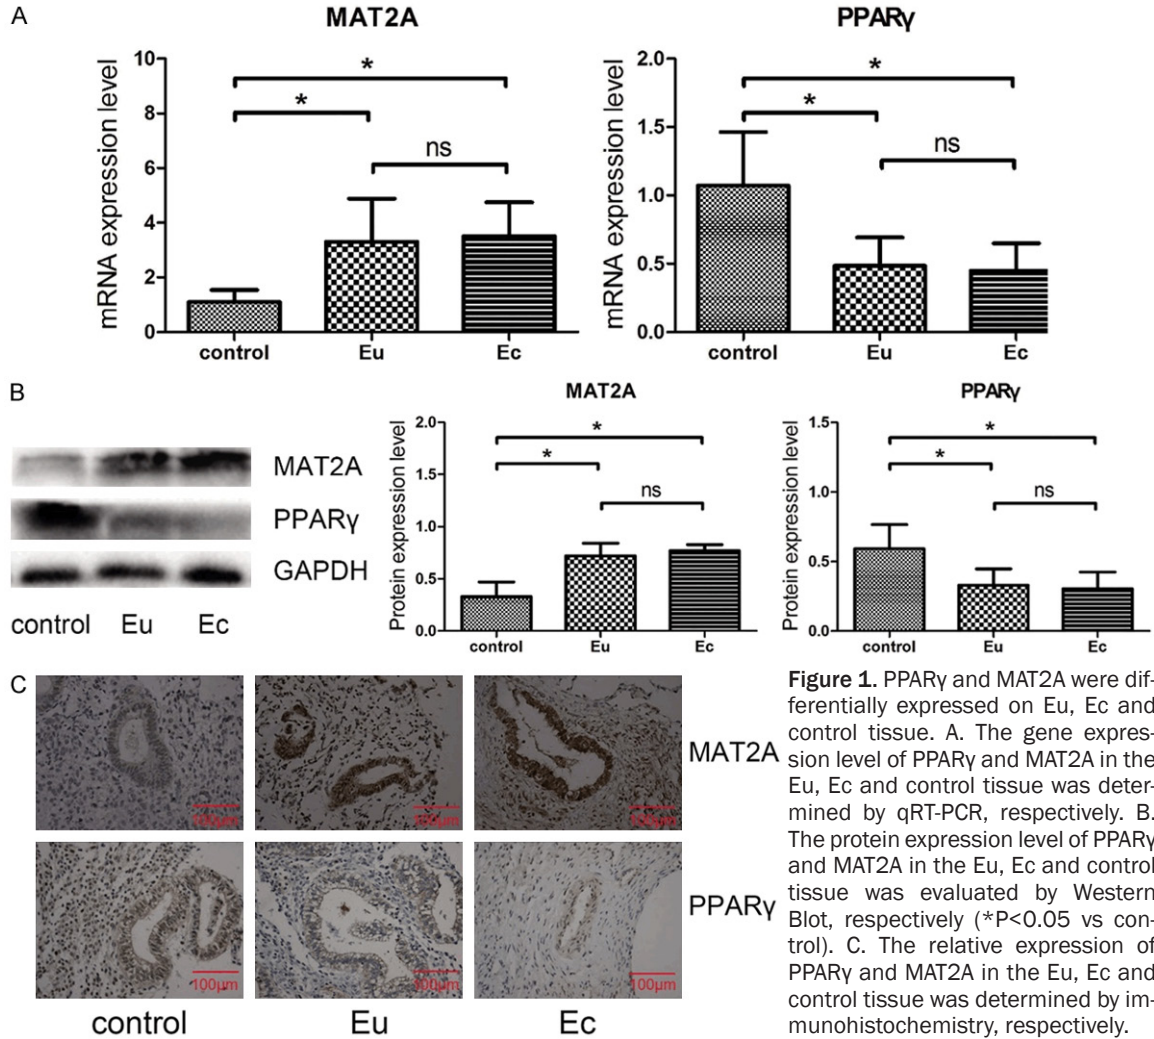 A
MAT2A
mRNA expression level
10
8
6
4
2
0
*
*
ns
control Eu Ec
PPARγ
mRNA expression level
2.0
1.5
1.0
0.5
0.0
*
*
ns
control Eu Ec
B
MAT2A
PPARγ
GAPDH
control Eu Ec
MAT2A
Protein expression level
2.0
1.5
1.0
0.5
0.0
*
*
ns
control Eu Ec
PPARγ
Protein expression level
1.5
1.0
0.5
0.0
*
*
ns
control Eu Ec
C
100μm 100μm 100μm
MAT2A
100μm 100μm 100μm
PPARγ
control Eu Ec
Figure 1. PPARγ and MAT2A were dif-
ferentially expressed on Eu, Ec and
control tissue. A. The gene expres-
sion level of PPARγ and MAT2A in the
Eu, Ec and control tissue was deter-
mined by qRT-PCR, respectively. B.
The protein expression level of PPARγ
and MAT2A in the Eu, Ec and control
tissue was evaluated by Western
Blot, respectively (*P<0.05 vs con-
trol). C. The relative expression of
PPARγ and MAT2A in the Eu, Ec and
control tissue was determined by im-
munohistochemistry, respectively.